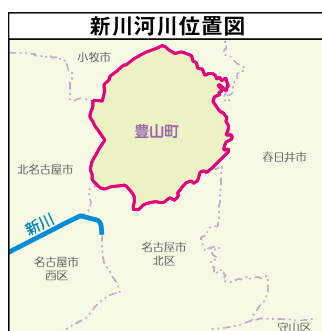 新川河川位置図
小牧市
豊山町
春日井市
北名古屋市
新川
名古屋市
北区
名古屋市
西区
守山区